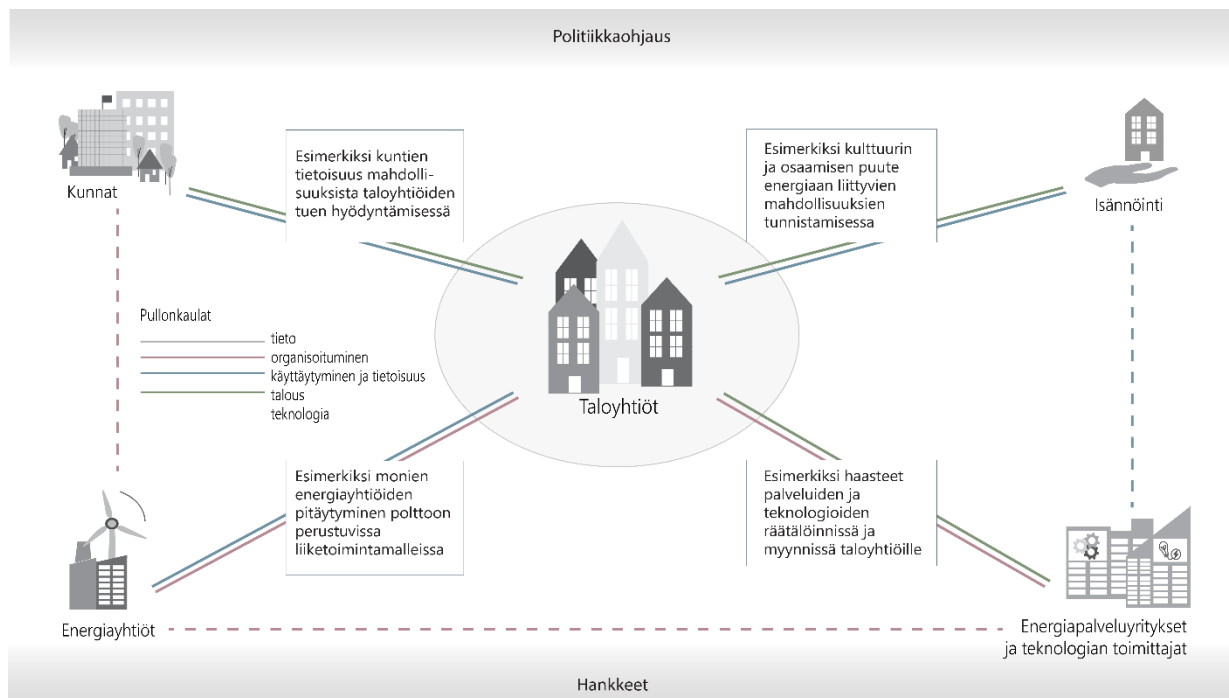 Politiikkaohjaus
Kunnat
Esimerkiksi kuntien
tietoisuus mahdolli-
suuksista taloyhtiöiden
tuen hyödyntämisessä
Esimerkiksi kulttuurin
ja osaamisen puute
energiaan liittyvien
mahdollisuuksien
tunnistamisessa
Isännöinti
Pullonkaulat
tieto
organisoituminen
käyttäytyminen ja tietoisuus
talous
teknologia
Taloyhtiöt
Esimerkiksi monien
energiayhtiöiden
pitäytyminen polttoon
perustuvissa
liiketoimintamalleissa
Esimerkiksi haasteet
palveluiden ja
teknologioiden
räätälöinnissä ja
myynnissä taloyhtiöille
Energiayhtiöt
Energiapalveluyritykset
ja teknologian toimittajat
Hankkeet